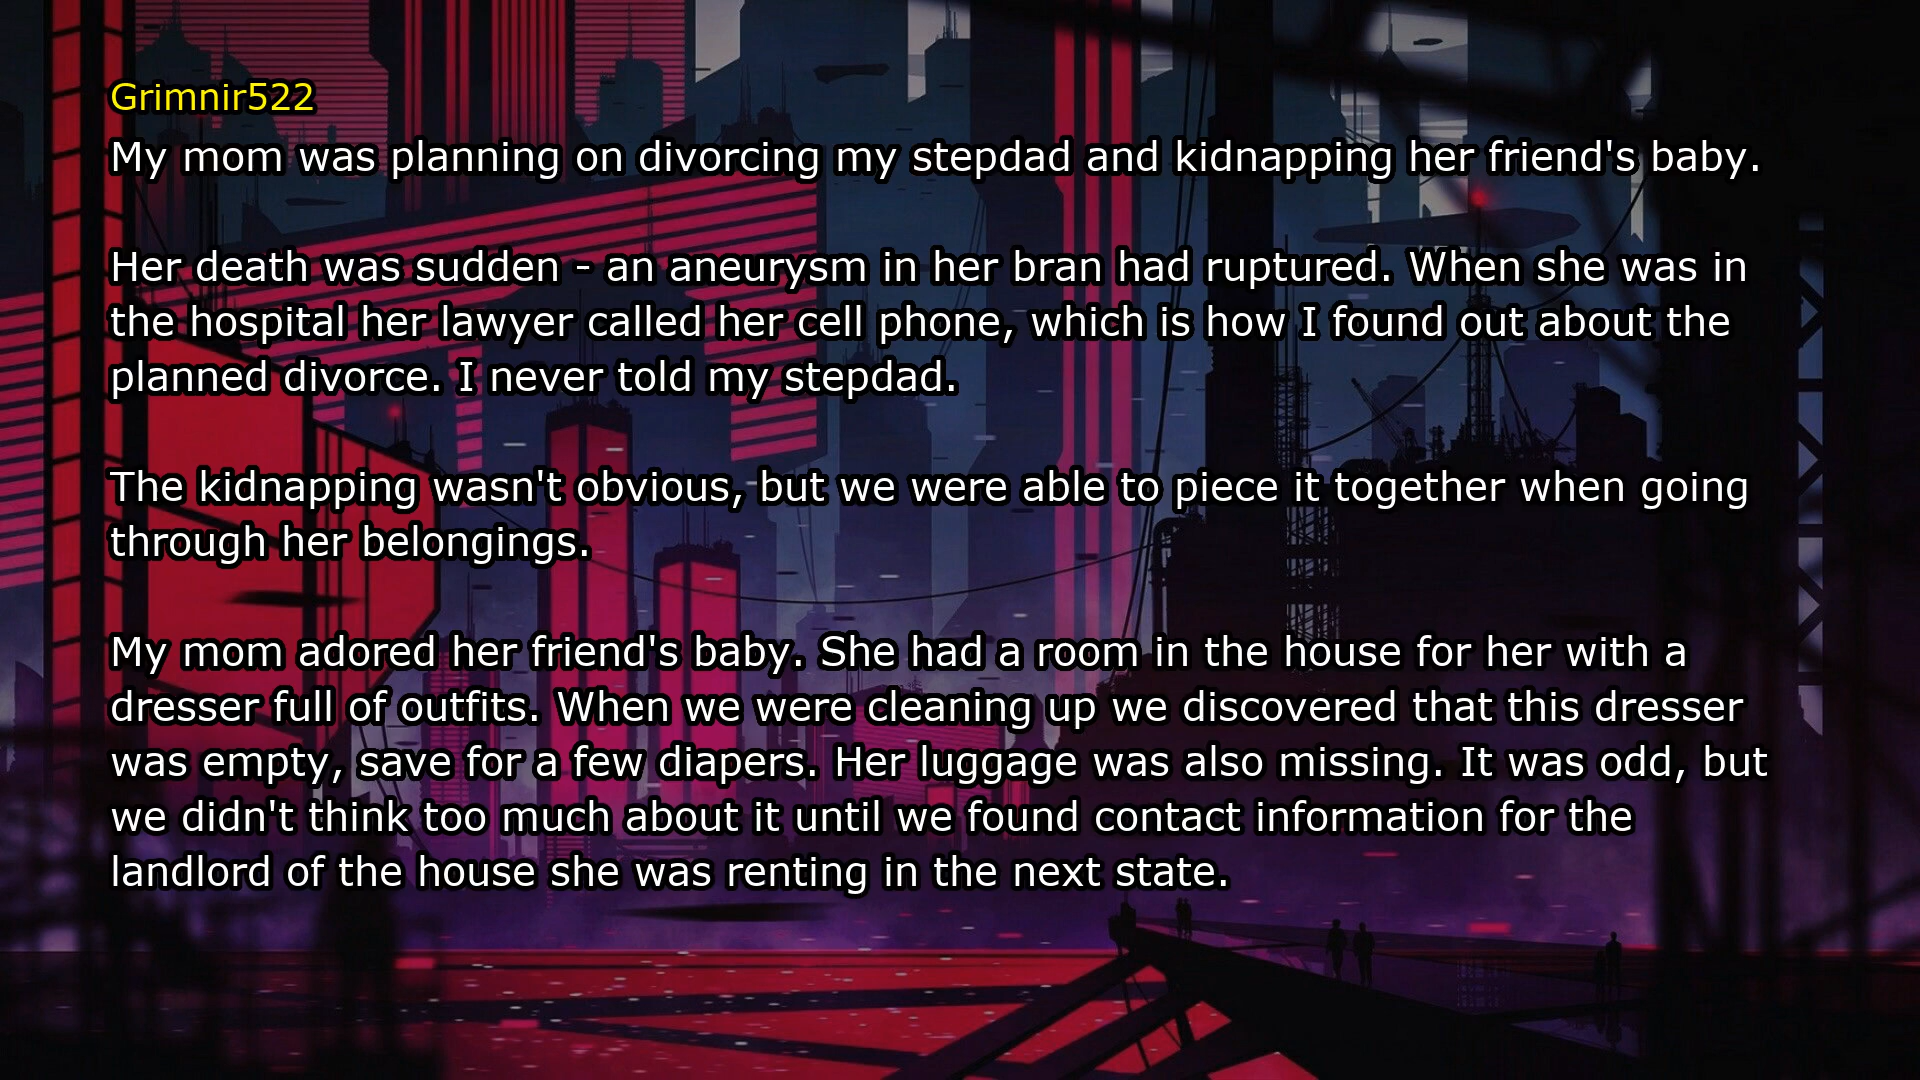 Grimnir522
My mom was planning on divorcing my stepdad and kidnapping her friend's baby.
Her death was sudden - an aneurysm in her bran had ruptured. When she was in
the hospital her lawyer called her cell phone, which is how I found out about the
planned divorce. I never told my stepdad.
The kidnapping wasn't obvious, but we were able to piece it together when going
through her belongings.
My mom adored her friend's baby. She had a room in the house for her with a
dresser full of outfits. When we were cleaning up we discovered that this dresser
was empty, save for a few diapers. Her luggage was also missing. It was odd, but
we didn't think too much about it until we found contact information for the
landlord of the house she was renting in the next state.